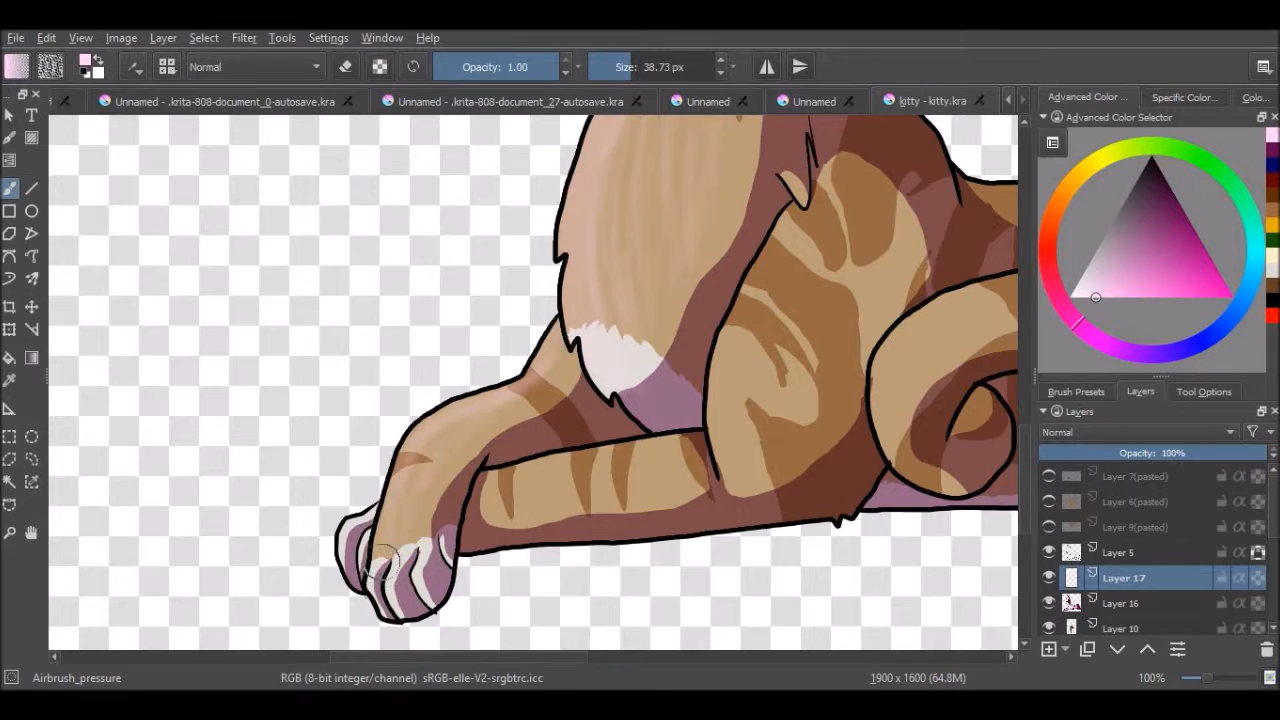 File Edit View Image Layer Select Filter Tools Settings Window Help
Normal Opacity: 1.00 Size: 38.73 px
Unnamed - .krita-808-document_0-autosave.kra Unnamed - .krita-808-document_27-autosave.kra Unnamed Unnamed kitty - kitty.kra
Advanced Color ... Specific Color... Colo...
Advanced Color Selector
Brush Presets Layers Tool Options
Layers
Normal
Opacity: 100%
Layer 7(pasted)
Layer 6(pasted)
Layer 9(pasted)
Layer 5
Layer 17
Layer 16
Layer 10
Airbrush_pressure RGB (8-bit integer/channel) sRGB-elle-V2-srgbtrc.icc 1900 x 1600 (64.8M) 100%